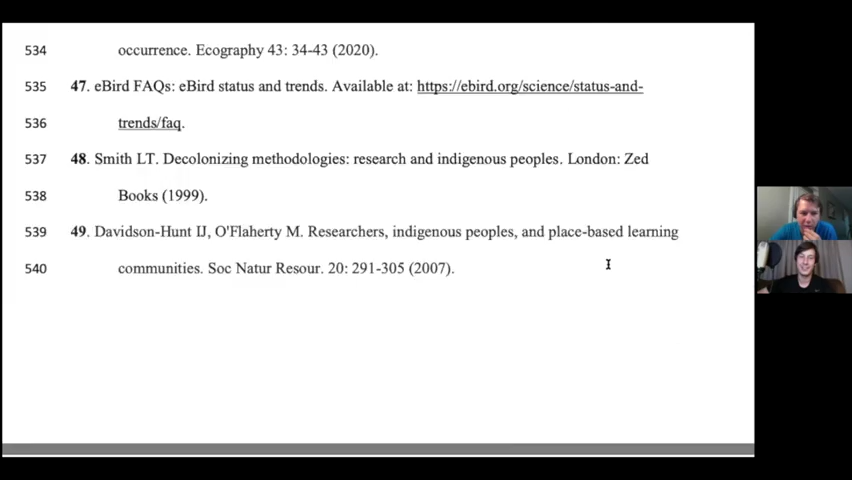 534 occurrence. Ecography 43: 34-43 (2020).
535 47. eBird FAQs: eBird status and trends. Available at: https://ebird.org/science/status-and-
536 trends/faq.
537 48. Smith LT. Decolonizing methodologies: research and indigenous peoples. London: Zed
538 Books (1999).
539 49. Davidson-Hunt IJ, O'Flaherty M. Researchers, indigenous peoples, and place-based learning
540 communities. Soc Natur Resour. 20: 291-305 (2007).